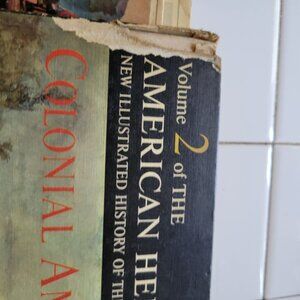 Volume 2 of THE
AMERICAN HE
NEW ILLUSTRATED HISTORY OF TH
COLONIAL AM